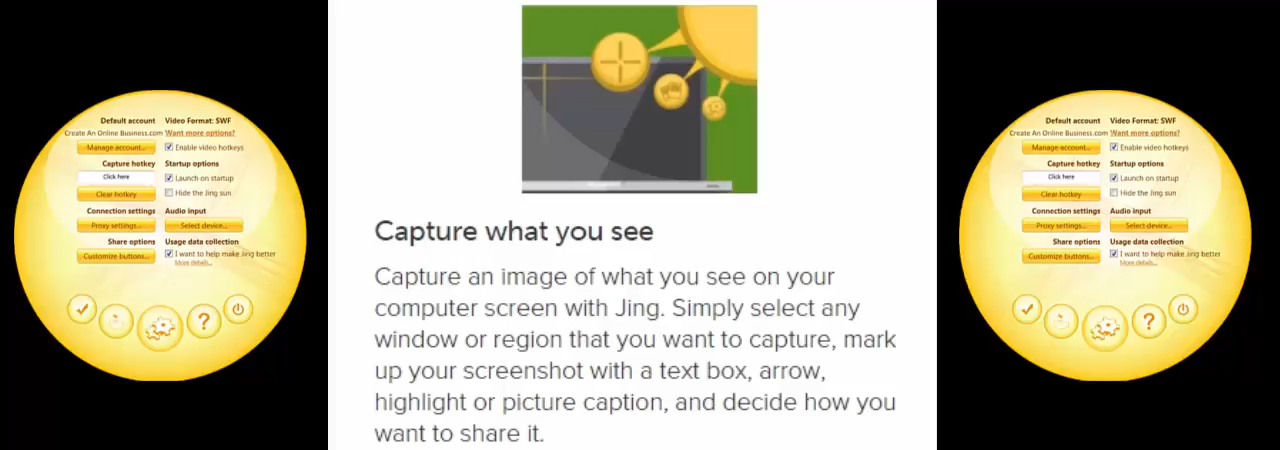 Default account Video Format: SWF
Create An Online Business.com Want more options?
Manage account... Enable video hotkeys
Capture hotkey Startup options
Click here Launch on startup
Clear hotkey Hide the Jing sun
Connection settings Audio input
Proxy settings... Select device...
Share options Usage data collection
Customize buttons... I want to help make Jing better
More details...
?
Capture what you see
Capture an image of what you see on your
computer screen with Jing. Simply select any
window or region that you want to capture, mark
up your screenshot with a text box, arrow,
highlight or picture caption, and decide how you
want to share it.
Default account Video Format: SWF
Create An Online Business.com Want more options?
Manage account... Enable video hotkeys
Capture hotkey Startup options
Click here Launch on startup
Clear hotkey Hide the Jing sun
Connection settings Audio input
Proxy settings... Select device...
Share options Usage data collection
Customize buttons... I want to help make Jing better
More details...
?